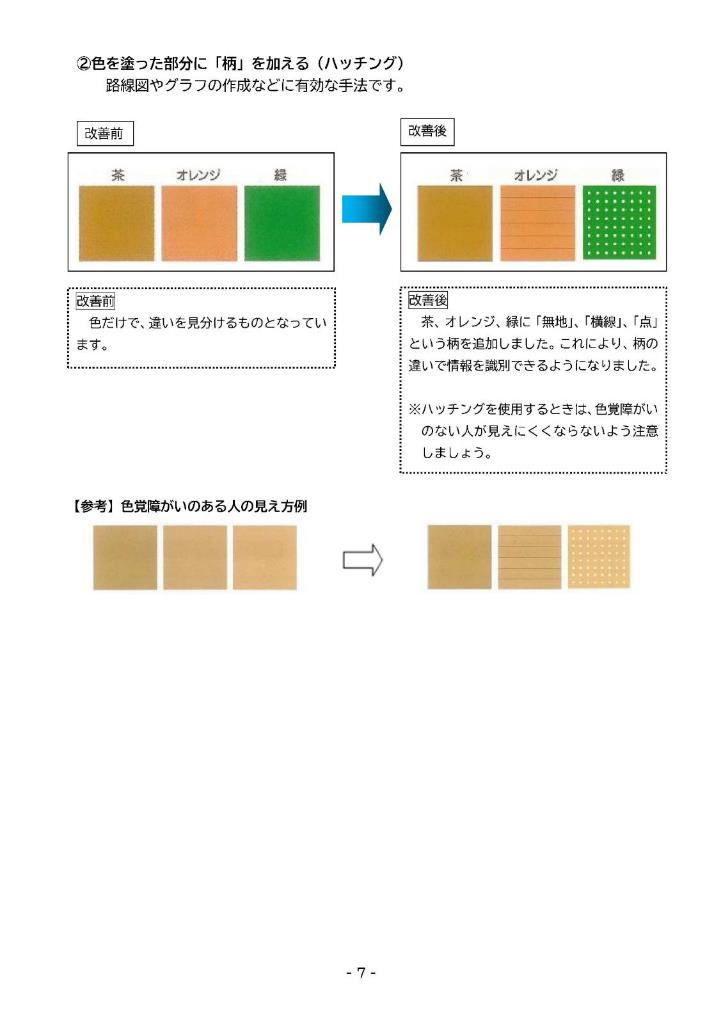 ②色を塗った部分に「柄」を加える（ハッチング）
路線図やグラフの作成などに有効な手法です。
改善前
茶 オレンジ 緑
改善後
茶 オレンジ 緑
改善前
色だけで、違いを見分けるものとなってい
ます。
改善後
茶、オレンジ、緑に「無地」、「横線」、「点」
という柄を追加しました。これにより、柄の
違いで情報を識別できるようになりました。
※ハッチングを使用するときは、色覚障がい
のない人が見えにくくならないよう注意
しましょう。
【参考】色覚障がいのある人の見え方例
- 7 -